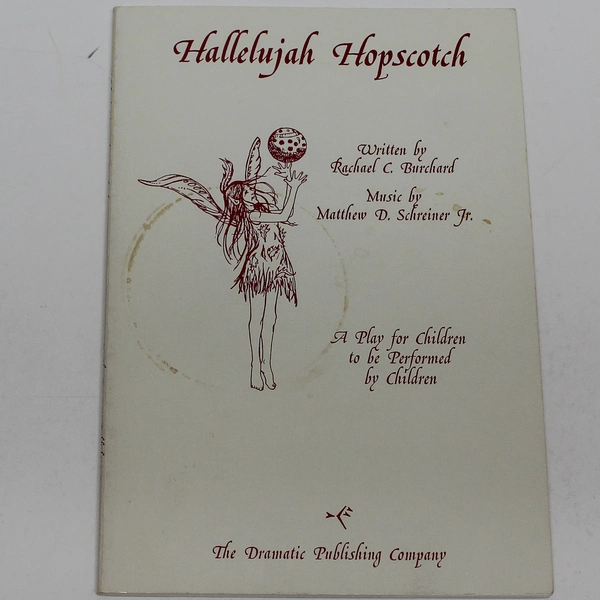 Hallelujah Hopscotch
Written by
Rachael C. Burchard
Music by
Matthew D. Schreiner Jr.
A Play for Children
to be Performed
by Children
The Dramatic Publishing Company